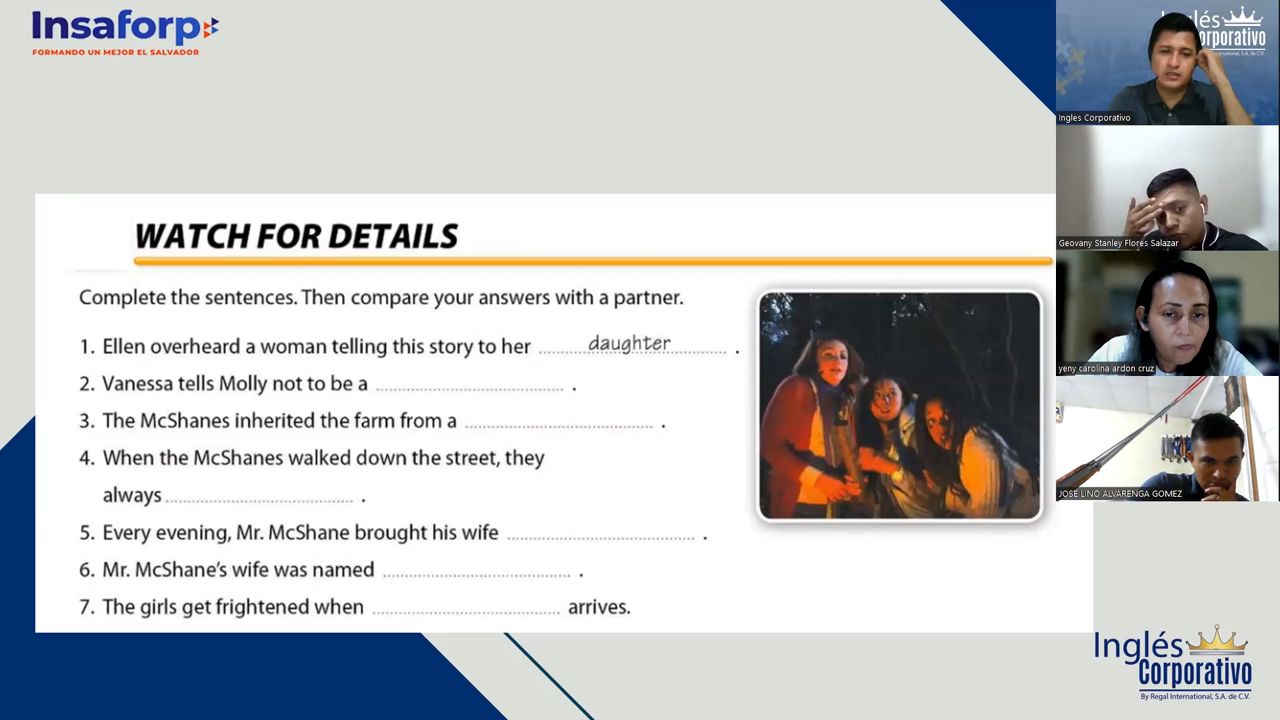 Insaforp
FORMANDO UN MEJOR EL SALVADOR
WATCH FOR DETAILS
Complete the sentences. Then compare your answers with a partner.
1. Ellen overheard a woman telling this story to her daughter .
2. Vanessa tells Molly not to be a .
3. The McShanes inherited the farm from a .
4. When the McShanes walked down the street, they
always .
5. Every evening, Mr. McShane brought his wife .
6. Mr. McShane's wife was named .
7. The girls get frightened when arrives.
Ingles Corporativo
Geovany Stanley Flores Salazar
yeny carolina ardon cruz
JOSE LINO ALVARENGA GOMEZ
Inglés
Corporativo
By Regal International, S.A. de C.V.